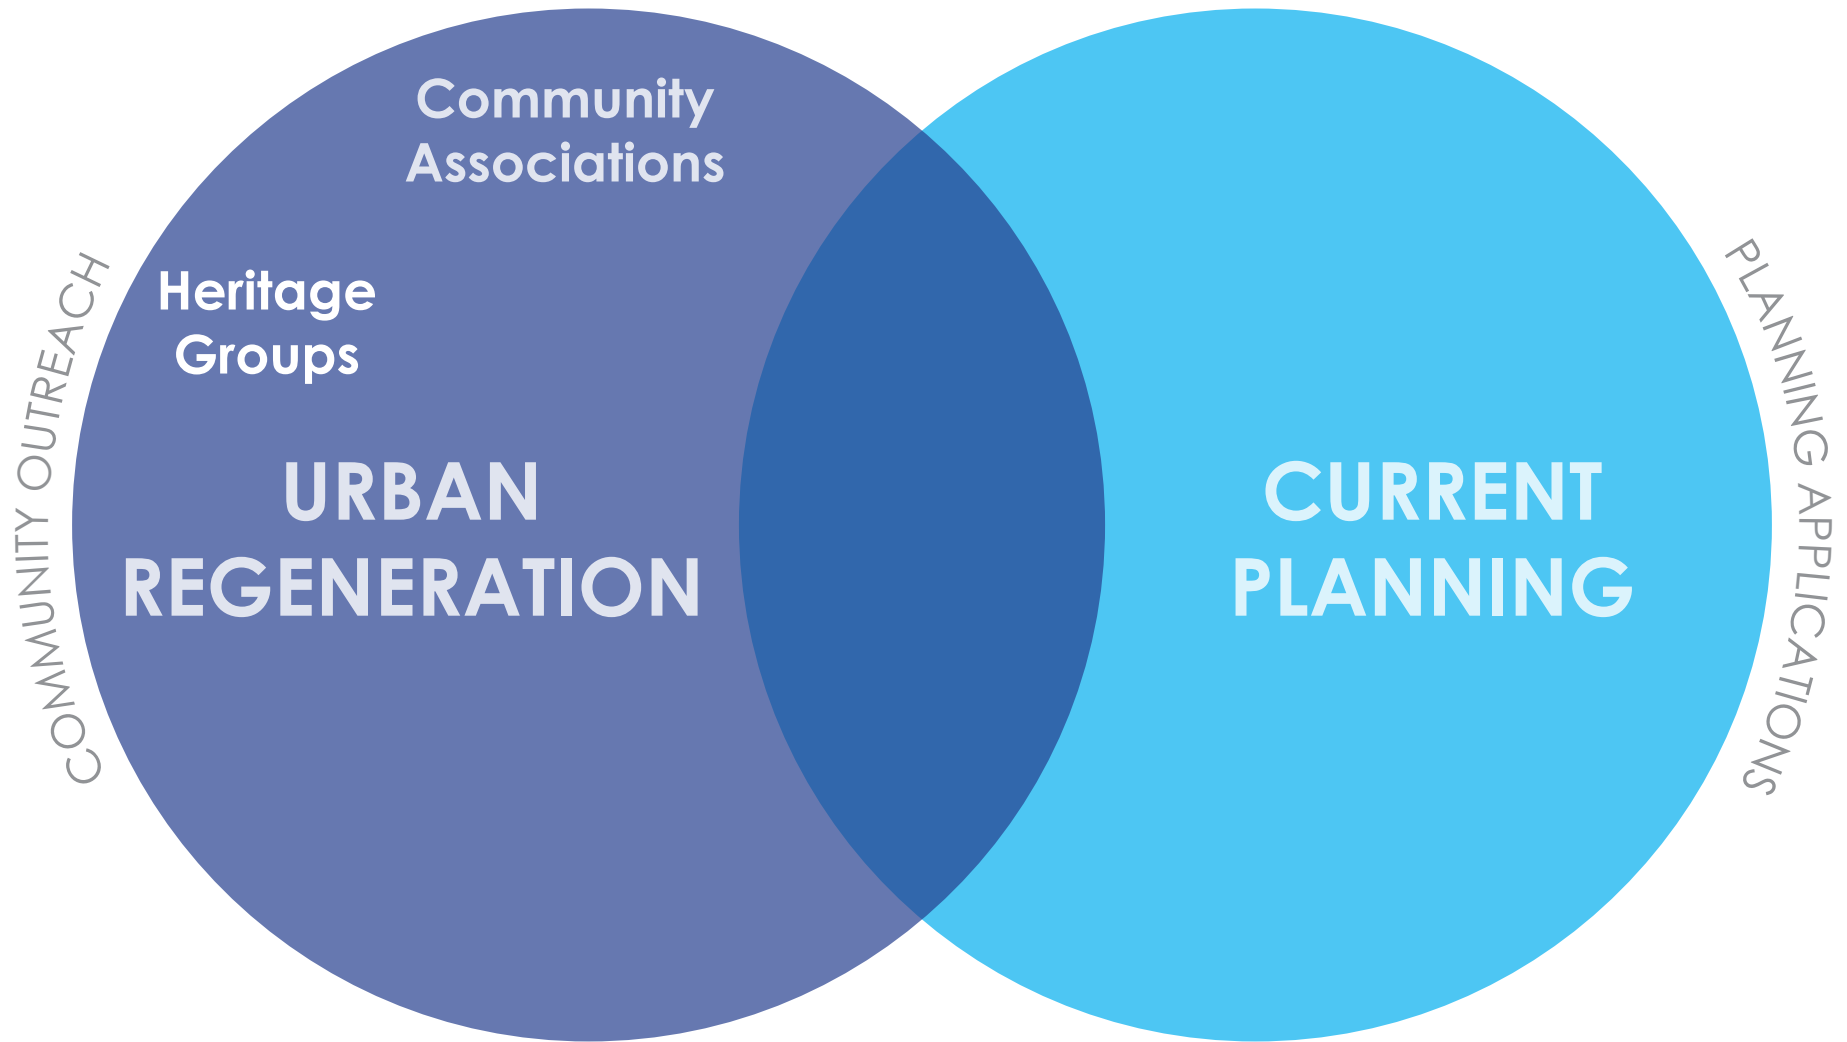 Community
Associations
Heritage
Groups
COMMUNITY OUTREACH
URBAN
REGENERATION
CURRENT
PLANNING
PLANNING APPLICATIONS